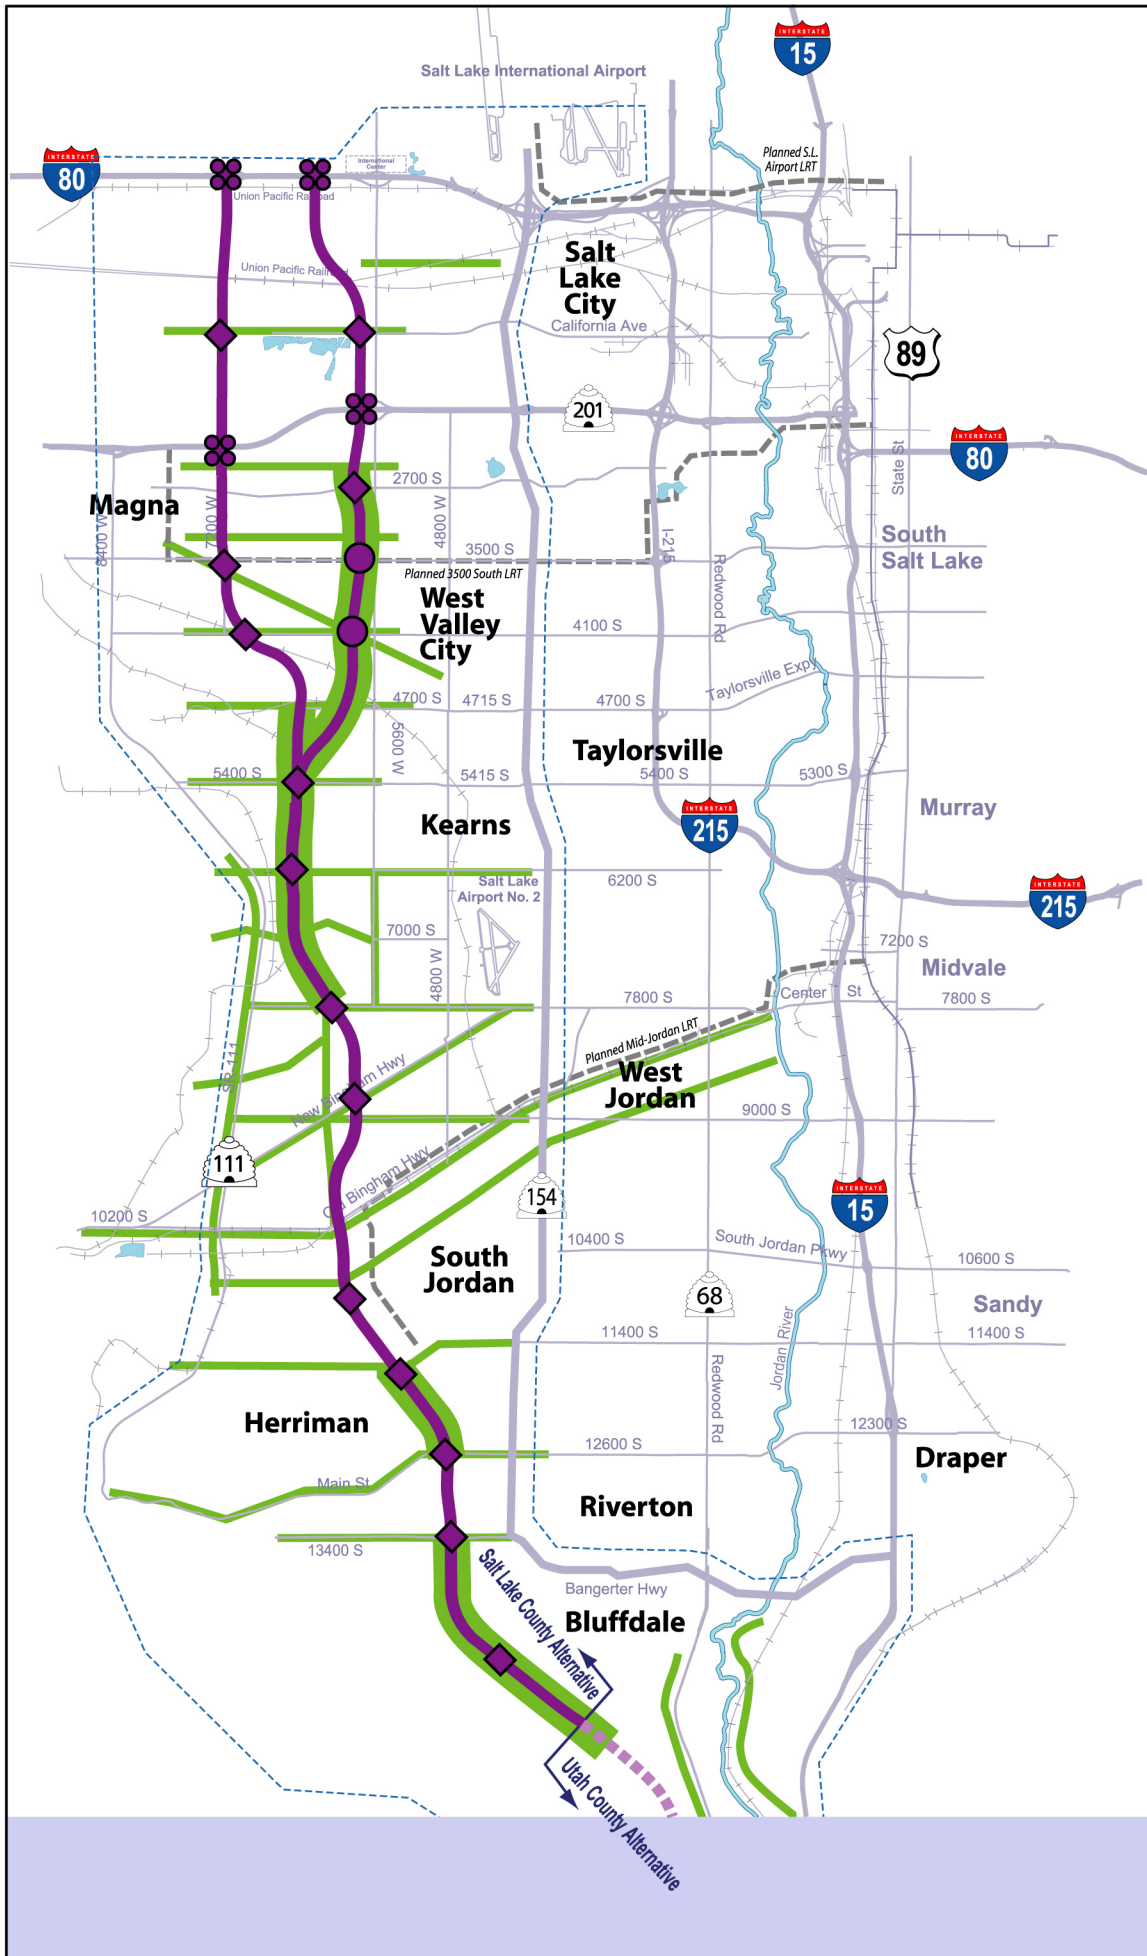 INTERSTATE
15
Salt Lake International Airport
INTERSTATE
80
International
Center
Planned S.L.
Airport LRT
Union Pacific Railroad
Union Pacific Railroad
Salt
Lake
City
California Ave
89
201
INTERSTATE
80
State St
2700 S
Magna
8400 W
7200 W
4800 W
3500 S
I-215
Redwood Rd
South
Salt Lake
Planned 3500 South LRT
West
Valley
City
4100 S
Taylorsville Expy
4700 S
4715 S
4700 S
5600 W
Taylorsville
5400 S
5415 S
5400 S
5300 S
INTERSTATE
215
Murray
Kearns
6200 S
Salt Lake
Airport No. 2
INTERSTATE
215
7000 S
7200 S
4800 W
Midvale
7800 S
Center St
7800 S
Planned Mid-Jordan LRT
SR-111
New Bingham Hwy
West
Jordan
9000 S
111
Old Bingham Hwy
154
INTERSTATE
15
10200 S
10400 S
South Jordan Pkwy
10600 S
South
Jordan
68
Sandy
11400 S
11400 S
Jordan River
Redwood Rd
Herriman
12300 S
12600 S
Draper
Main St
Riverton
13400 S
Salt Lake County Alternative
Bangerter Hwy
Bluffdale
Utah County Alternative